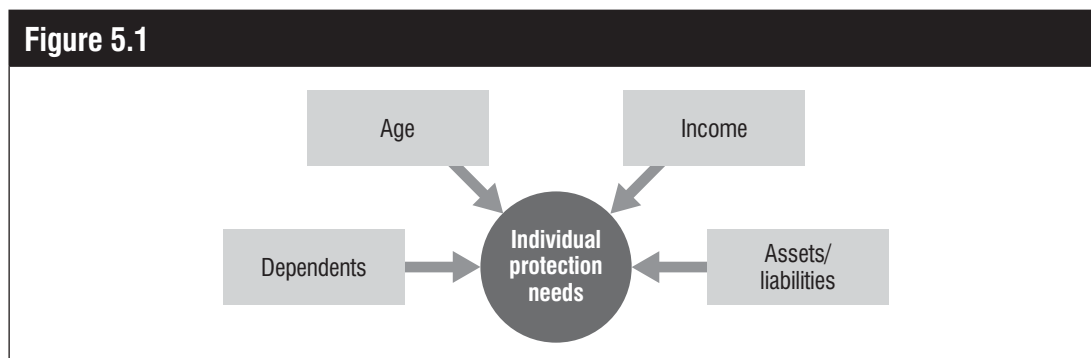 Figure 5.1
Age
Income
Dependents
Individual
protection
needs
Assets/
liabilities